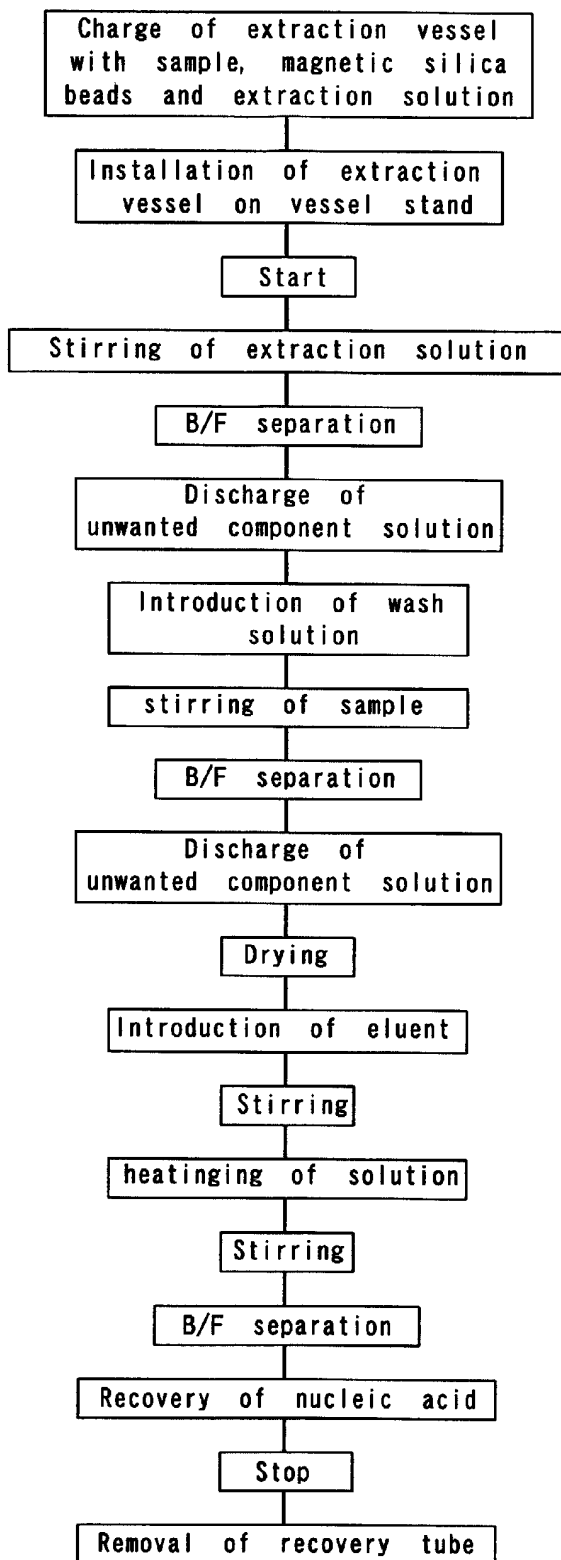 Charge of extraction vessel
with sample, magnetic silica
beads and extraction solution
Installation of extraction
vessel on vessel stand
Start
Stirring of extraction solution
B/F separation
Discharge of
unwanted component solution
Introduction of wash
solution
stirring of sample
B/F separation
Discharge of
unwanted component solution
Drying
Introduction of eluent
Stirring
heatinging of solution
Stirring
B/F separation
Recovery of nucleic acid
Stop
Removal of recovery tube